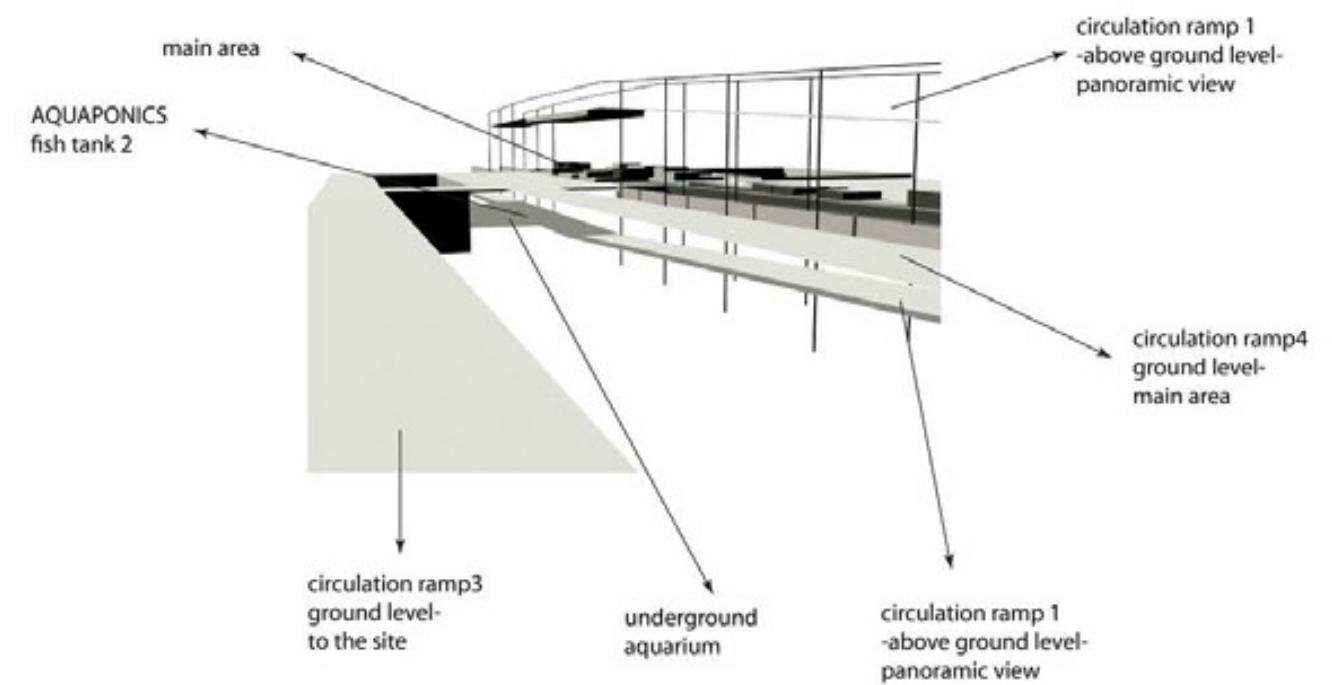 main area
AQUAPONICS
fish tank 2
circulation ramp 1
-above ground level-
panoramic view
circulation ramp4
ground level-
main area
circulation ramp3
ground level-
to the site
underground
aquarium
circulation ramp 1
-above ground level-
panoramic view